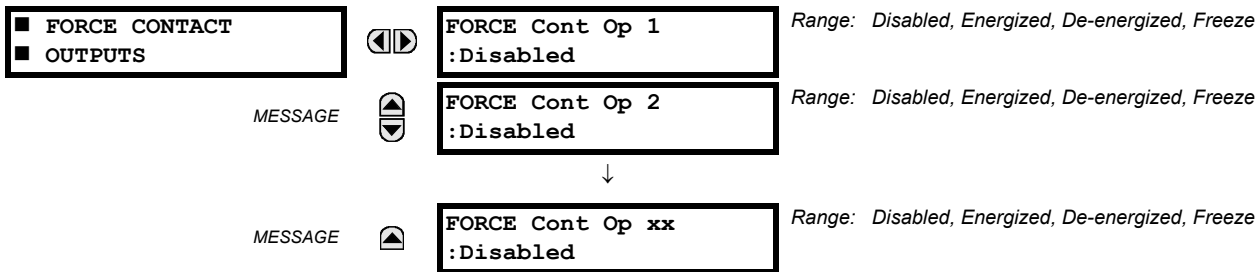 ■ FORCE CONTACT
■ OUTPUTS
FORCE Cont Op 1
:Disabled
Range: Disabled, Energized, De-energized, Freeze
MESSAGE
FORCE Cont Op 2
:Disabled
Range: Disabled, Energized, De-energized, Freeze
↓
MESSAGE
FORCE Cont Op xx
:Disabled
Range: Disabled, Energized, De-energized, Freeze